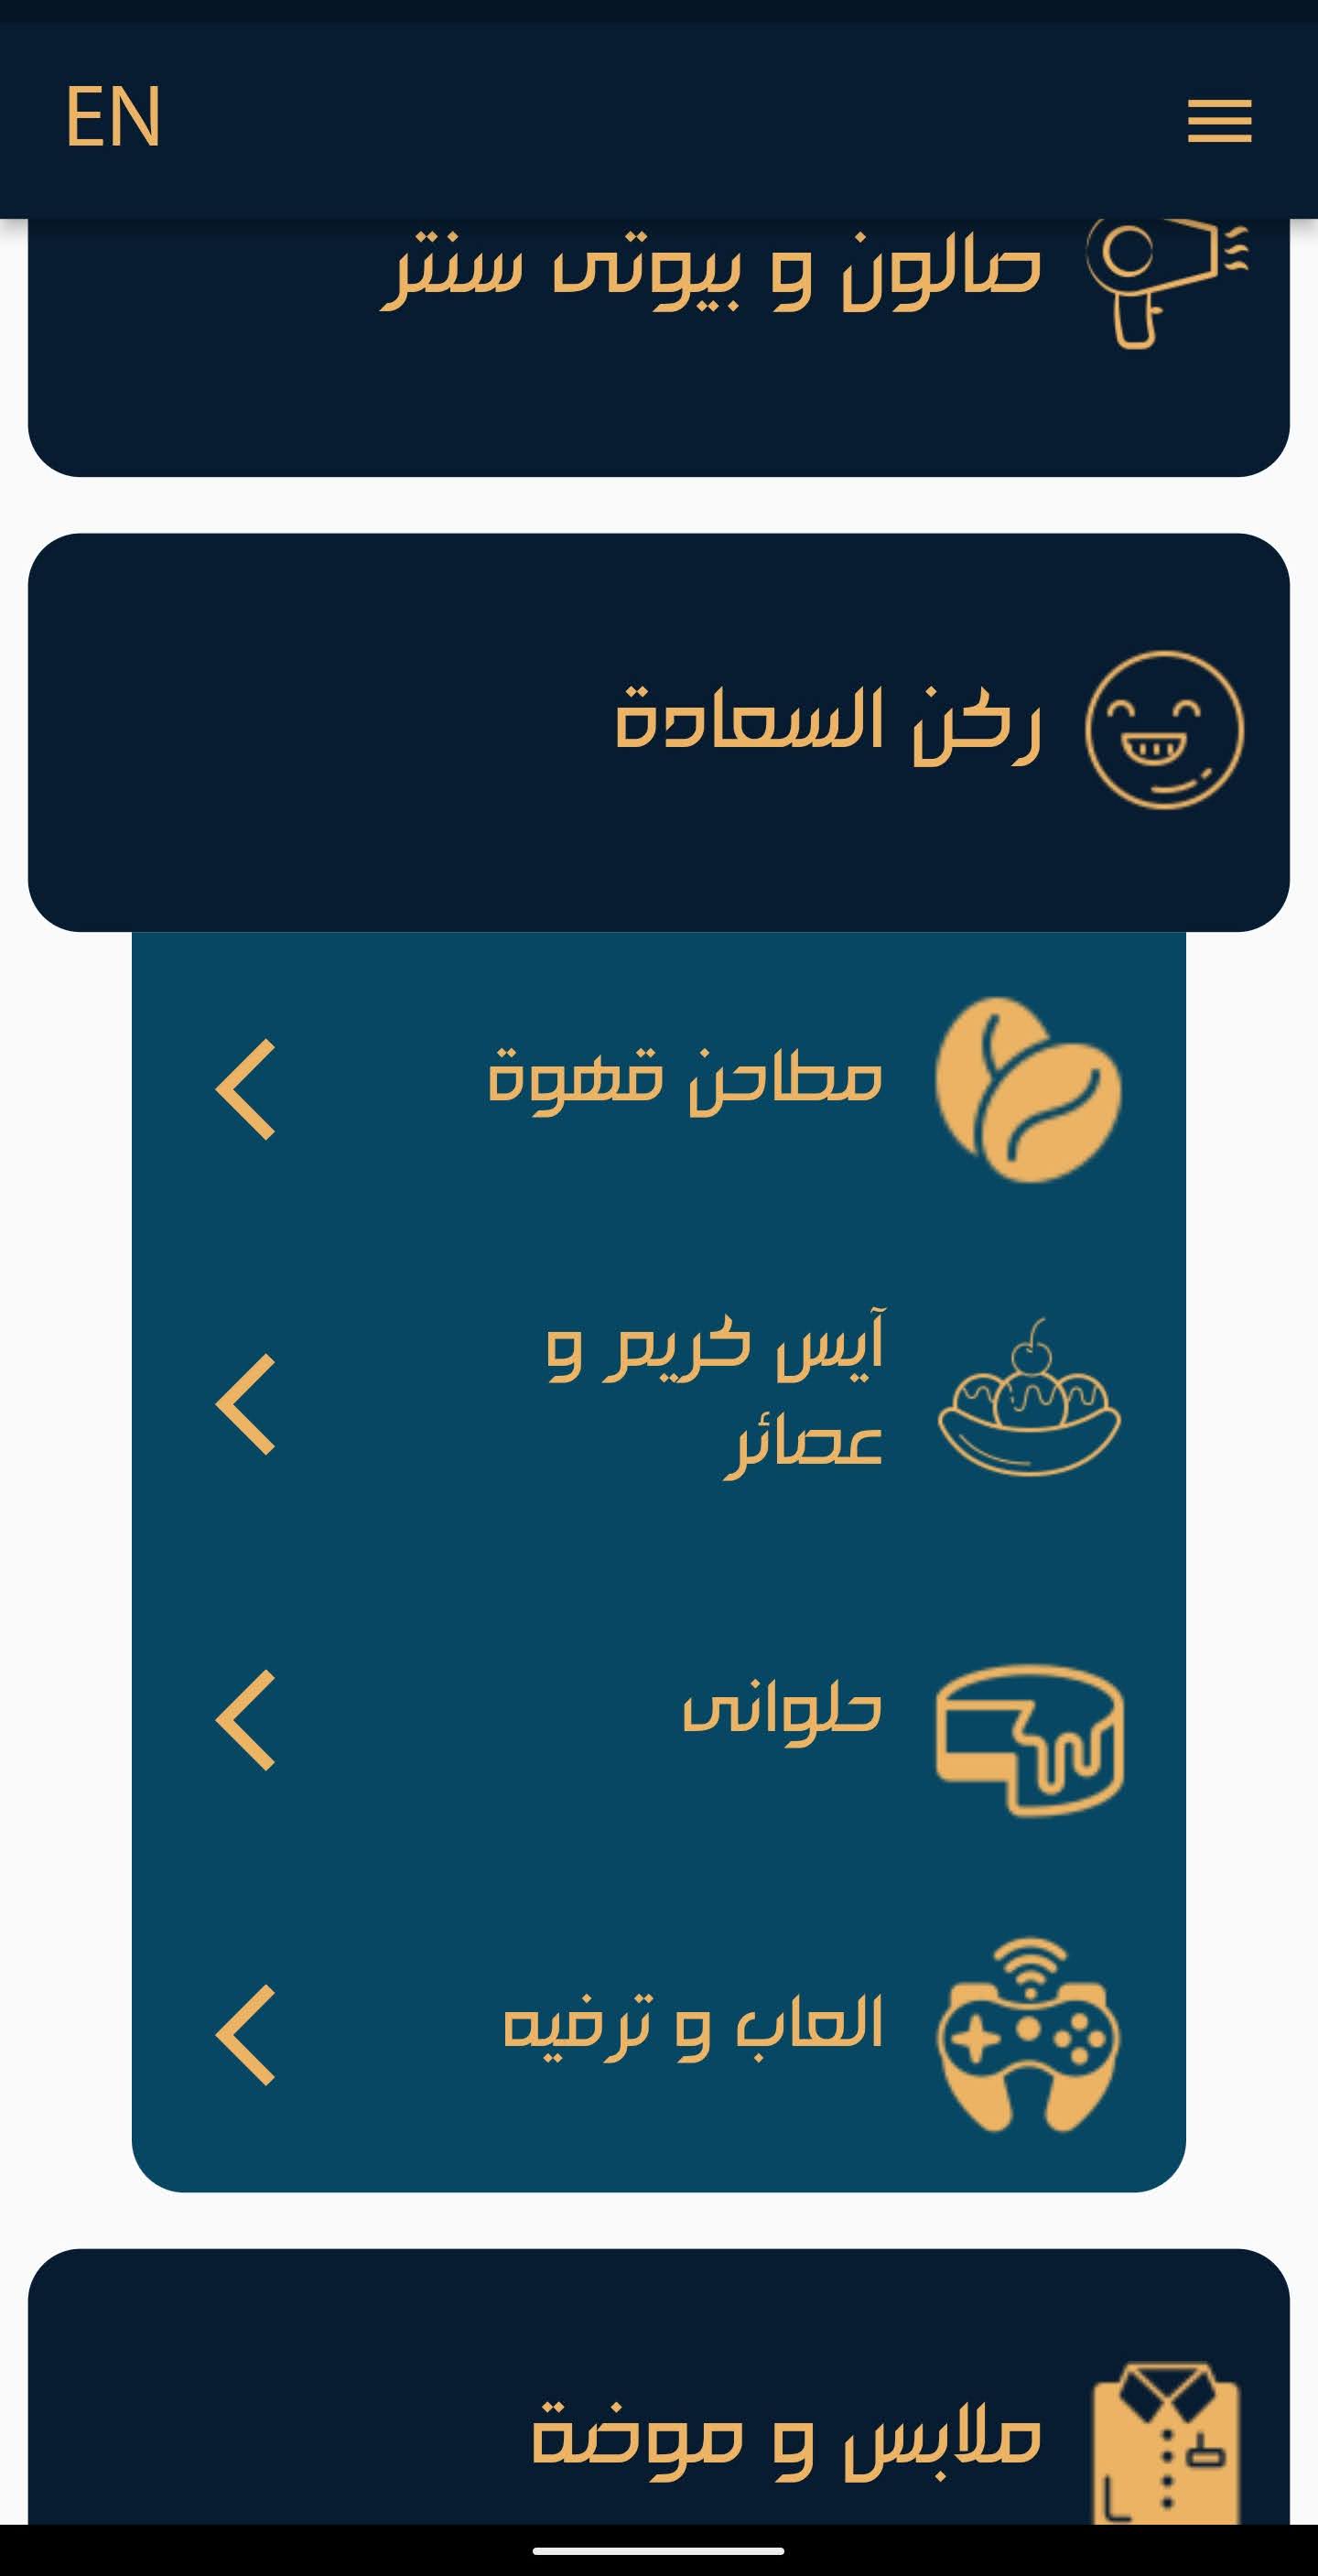 EN
صالون و بيوتى سنتر
ركن السعادة
مطاحن قهوة
آيس كريم و
عصائر
حلوانى
العاب و ترفيه
ملابس و موضة